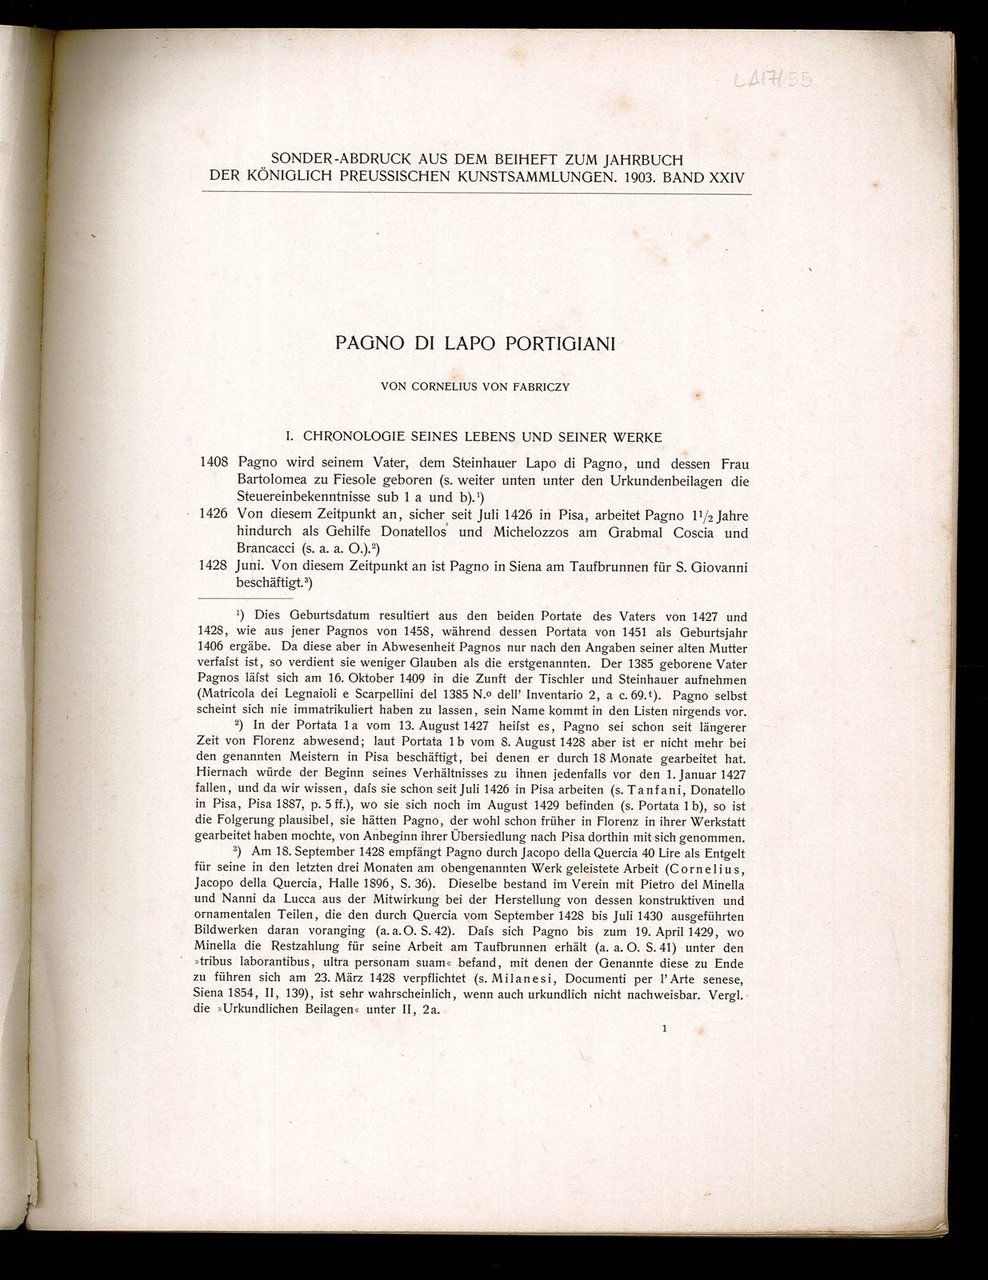 LA17/55
SONDER-ABDRUCK AUS DEM BEIHEFT ZUM JAHRBUCH
DER KÖNIGLICH PREUSSISCHEN KUNSTSAMMLUNGEN. 1903. BAND XXIV
PAGNO DI LAPO PORTIGIANI
VON CORNELIUS VON FABRICZY
I. CHRONOLOGIE SEINES LEBENS UND SEINER WERKE
1408 Pagno wird seinem Vater, dem Steinhauer Lapo di Pagno, und dessen Frau
Bartolomea zu Fiesole geboren (s. weiter unten unter den Urkundenbeilagen die
Steuereinbekenntnisse sub 1 a und b).¹)
1426 Von diesem Zeitpunkt an, sicher seit Juli 1426 in Pisa, arbeitet Pagno 1½ Jahre
hindurch als Gehilfe Donatellos und Michelozzos am Grabmal Coscia und
Brancacci (s. a. a. O.).²)
1428 Juni. Von diesem Zeitpunkt an ist Pagno in Siena am Taufbrunnen für S. Giovanni
beschäftigt.³)
¹) Dies Geburtsdatum resultiert aus den beiden Portate des Vaters von 1427 und
1428, wie aus jener Pagnos von 1458, während dessen Portata von 1451 als Geburtsjahr
1406 ergäbe. Da diese aber in Abwesenheit Pagnos nur nach den Angaben seiner alten Mutter
verfaſst ist, so verdient sie weniger Glauben als die erstgenannten. Der 1385 geborene Vater
Pagnos läſst sich am 16. Oktober 1409 in die Zunft der Tischler und Steinhauer aufnehmen
(Matricola dei Legnaioli e Scarpellini del 1385 N.º dell' Inventario 2, a c. 69.ᵗ). Pagno selbst
scheint sich nie immatrikuliert haben zu lassen, sein Name kommt in den Listen nirgends vor.
²) In der Portata 1a vom 13. August 1427 heiſst es, Pagno sei schon seit längerer
Zeit von Florenz abwesend; laut Portata 1b vom 8. August 1428 aber ist er nicht mehr bei
den genannten Meistern in Pisa beschäftigt, bei denen er durch 18 Monate gearbeitet hat.
Hiernach würde der Beginn seines Verhältnisses zu ihnen jedenfalls vor den 1. Januar 1427
fallen, und da wir wissen, daſs sie schon seit Juli 1426 in Pisa arbeiten (s. Tanfani, Donatello
in Pisa, Pisa 1887, p. 5 ff.), wo sie sich noch im August 1429 befinden (s. Portata 1b), so ist
die Folgerung plausibel, sie hätten Pagno, der wohl schon früher in Florenz in ihrer Werkstatt
gearbeitet haben mochte, von Anbeginn ihrer Übersiedlung nach Pisa dorthin mit sich genommen.
³) Am 18. September 1428 empfängt Pagno durch Jacopo della Quercia 40 Lire als Entgelt
für seine in den letzten drei Monaten am obengenannten Werk geleistete Arbeit (Cornelius,
Jacopo della Quercia, Halle 1896, S. 36). Dieselbe bestand im Verein mit Pietro del Minella
und Nanni da Lucca aus der Mitwirkung bei der Herstellung von dessen konstruktiven und
ornamentalen Teilen, die den durch Quercia vom September 1428 bis Juli 1430 ausgeführten
Bildwerken daran voranging (a. a. O. S. 42). Daſs sich Pagno bis zum 19. April 1429, wo
Minella die Restzahlung für seine Arbeit am Taufbrunnen erhält (a. a. O. S. 41) unter den
»tribus laborantibus, ultra personam suam« befand, mit denen der Genannte diese zu Ende
zu führen sich am 23. März 1428 verpflichtet (s. Milanesi, Documenti per l'Arte senese,
Siena 1854, II, 139), ist sehr wahrscheinlich, wenn auch urkundlich nicht nachweisbar. Vergl.
die »Urkundlichen Beilagen« unter II, 2a.
1